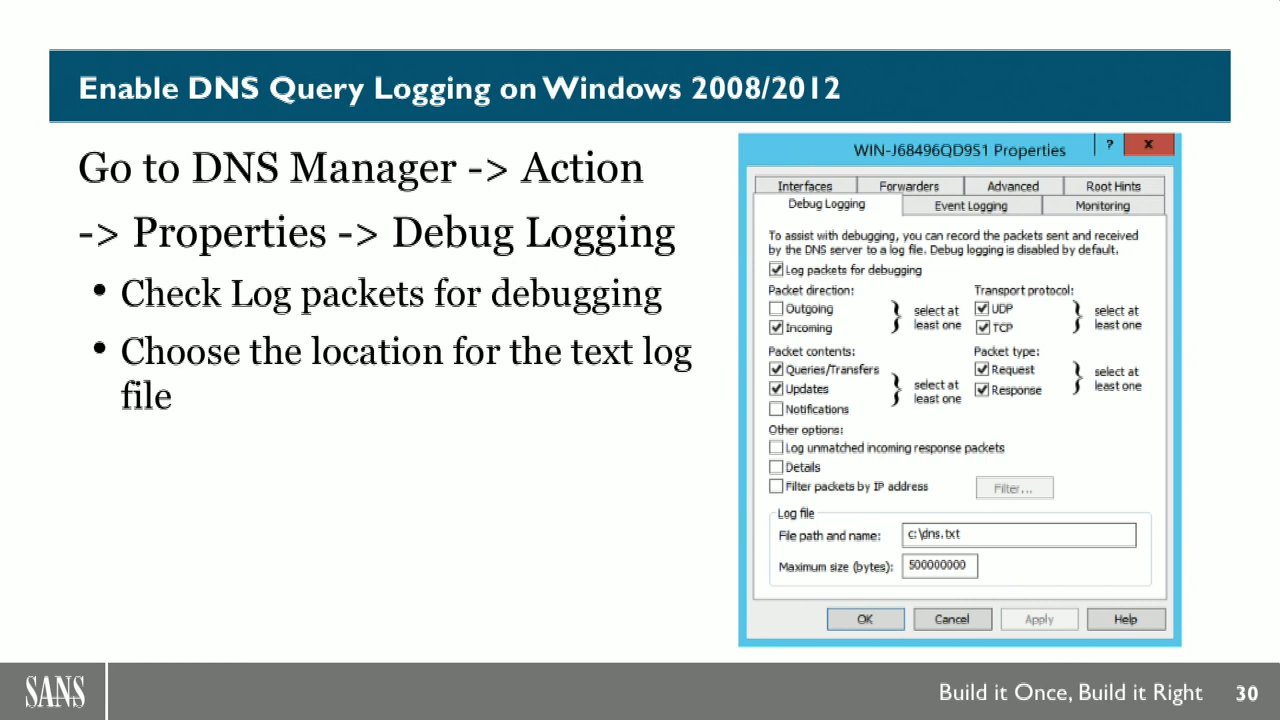 Enable DNS Query Logging on Windows 2008/2012
Go to DNS Manager -> Action
-> Properties -> Debug Logging
• Check Log packets for debugging
• Choose the location for the text log
file
WIN-J68496QD9S1 Properties
? X
Interfaces Forwarders Advanced Root Hints
Debug Logging Event Logging Monitoring
To assist with debugging, you can record the packets sent and received
by the DNS server to a log file. Debug logging is disabled by default.
Log packets for debugging
Packet direction:
Outgoing
Incoming
select at
least one
Transport protocol:
UDP
TCP
select at
least one
Packet contents:
Queries/Transfers
Updates
Notifications
select at
least one
Packet type:
Request
Response
select at
least one
Other options:
Log unmatched incoming response packets
Details
Filter packets by IP address
Filter...
Log file
File path and name: c:\dns.txt
Maximum size (bytes): 500000000
OK Cancel Apply Help
SANS
Build it Once, Build it Right 30